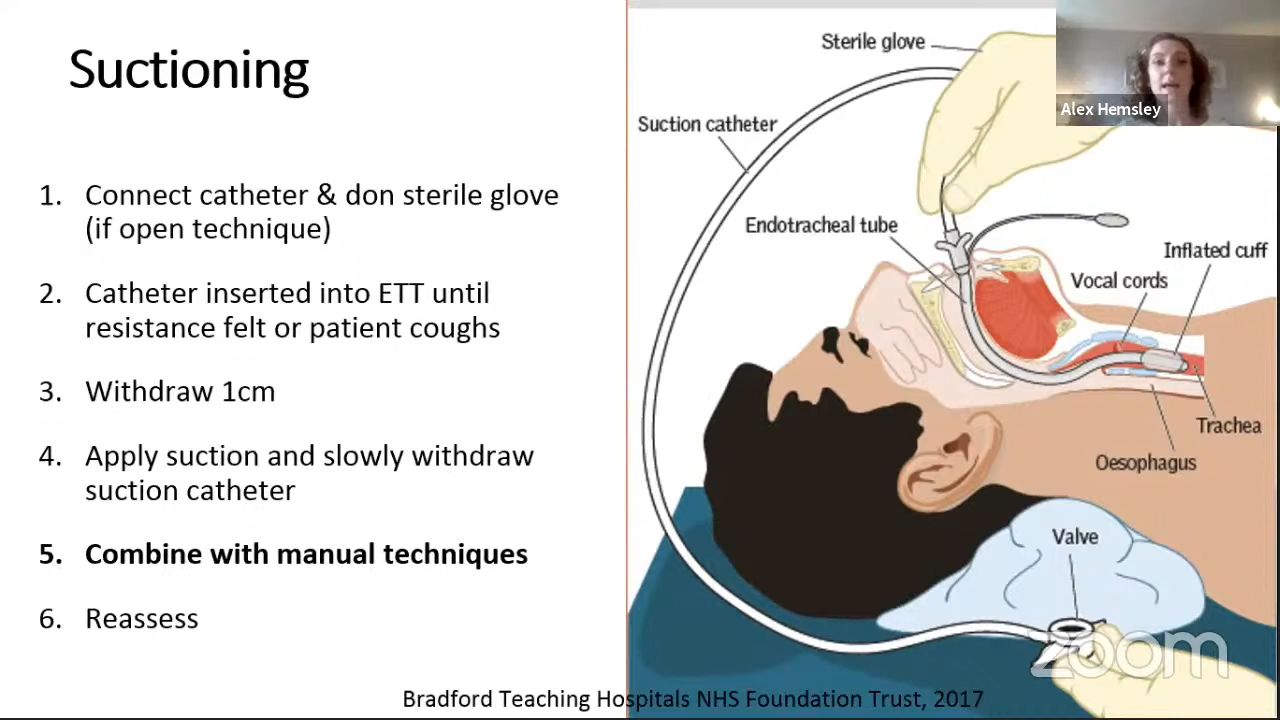 Suctioning
1. Connect catheter & don sterile glove
(if open technique)
2. Catheter inserted into ETT until
resistance felt or patient coughs
3. Withdraw 1cm
4. Apply suction and slowly withdraw
suction catheter
5. Combine with manual techniques
6. Reassess
Sterile glove
Suction catheter
Endotracheal tube
Inflated cuff
Vocal cords
Trachea
Oesophagus
Valve
Alex Hemsley
zoom
Bradford Teaching Hospitals NHS Foundation Trust, 2017